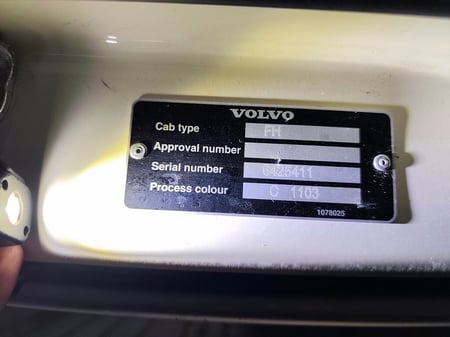 VOLVO
Cab type FH
Approval number
Serial number 6425411
Process colour C 1103
1078025